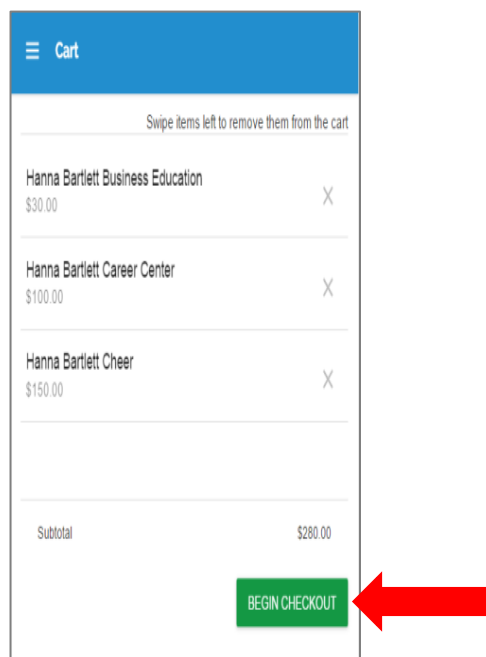 Cart
Swipe items left to remove them from the cart
Hanna Bartlett Business Education
$30.00
X
Hanna Bartlett Career Center
$100.00
X
Hanna Bartlett Cheer
$150.00
X
Subtotal $280.00
BEGIN CHECKOUT